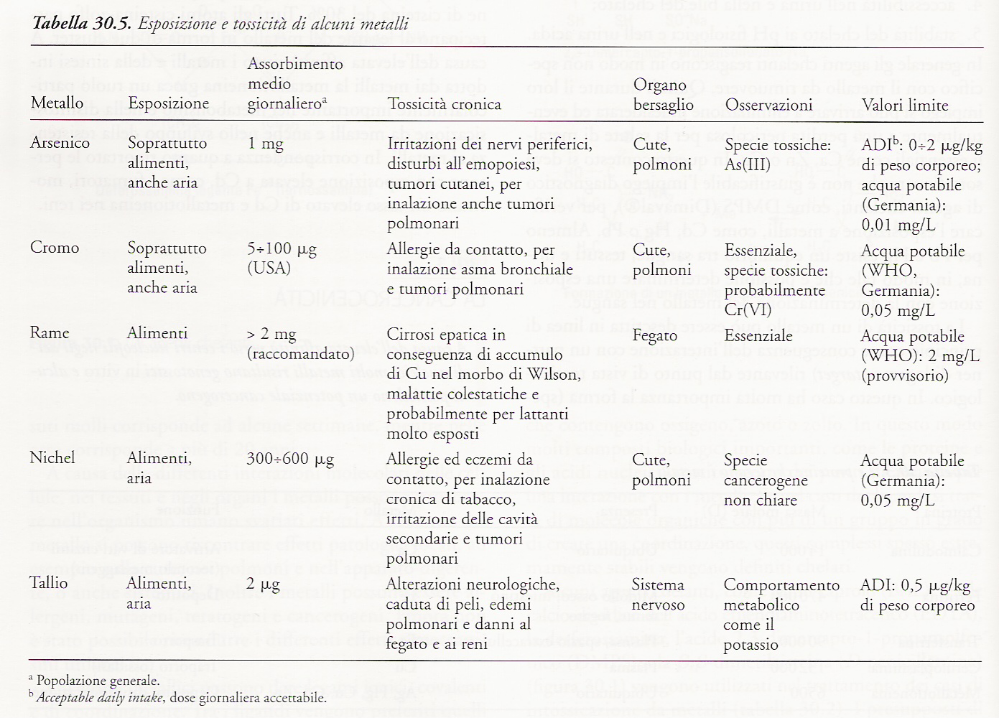 Tabella 30.5. Esposizione e tossicità di alcuni metalli
Metallo Esposizione Assorbimento medio giornalieroᵃ Tossicità cronica Organo bersaglio Osservazioni Valori limite
Arsenico
Soprattutto
alimenti,
anche aria
1 mg
Irritazioni dei nervi periferici,
disturbi all'emopoiesi,
tumori cutanei, per
inalazione anche tumori
polmonari
Cute,
polmoni
Specie tossiche:
As(III)
ADIᵇ: 0÷2 µg/kg
di peso corporeo;
acqua potabile
(Germania):
0,01 mg/L
Cromo
Soprattutto
alimenti,
anche aria
5÷100 µg
(USA)
Allergie da contatto, per
inalazione asma bronchiale
e tumori polmonari
Cute,
polmoni
Essenziale,
specie tossiche:
probabilmente
Cr(VI)
Acqua potabile
(WHO,
Germania):
0,05 mg/L
Rame
Alimenti
> 2 mg
(raccomandato)
Cirrosi epatica in
conseguenza di accumulo
di Cu nel morbo di Wilson,
malattie colestatiche e
probabilmente per lattanti
molto esposti
Fegato
Essenziale
Acqua potabile
(WHO): 2 mg/L
(provvisorio)
Nichel
Alimenti,
aria
300÷600 µg
Allergie ed eczemi da
contatto, per inalazione
cronica di tabacco,
irritazione delle cavità
secondarie e tumori
polmonari
Cute,
polmoni
Specie
cancerogene
non chiare
Acqua potabile
(Germania):
0,05 mg/L
Tallio
Alimenti,
aria
2 µg
Alterazioni neurologiche,
caduta di peli, edemi
polmonari e danni al
fegato e ai reni
Sistema
nervoso
Comportamento
metabolico
come il
potassio
ADI: 0,5 µg/kg
di peso corporeo
ᵃ Popolazione generale.
ᵇ Acceptable daily intake, dose giornaliera accettabile.